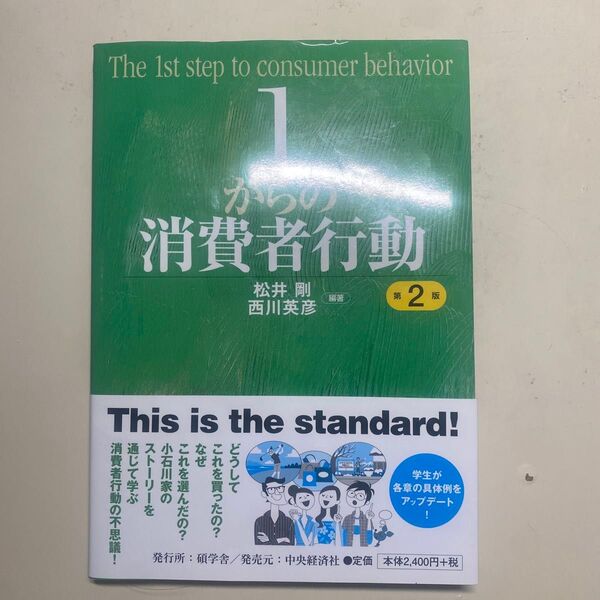 The 1st step to consumer behavior
1
からの
消費者行動
松井 剛
西川英彦
編著
第2版
This is the standard!
どうして
これを買ったの?
なぜ
これを選んだの?
小石川家の
ストーリーを
通じて学ぶ
消費者行動の不思議!
学生が
各章の具体例を
アップデート
!
発行所:碩学舎/発売元:中央経済社 ●定価 本体2,400円+税